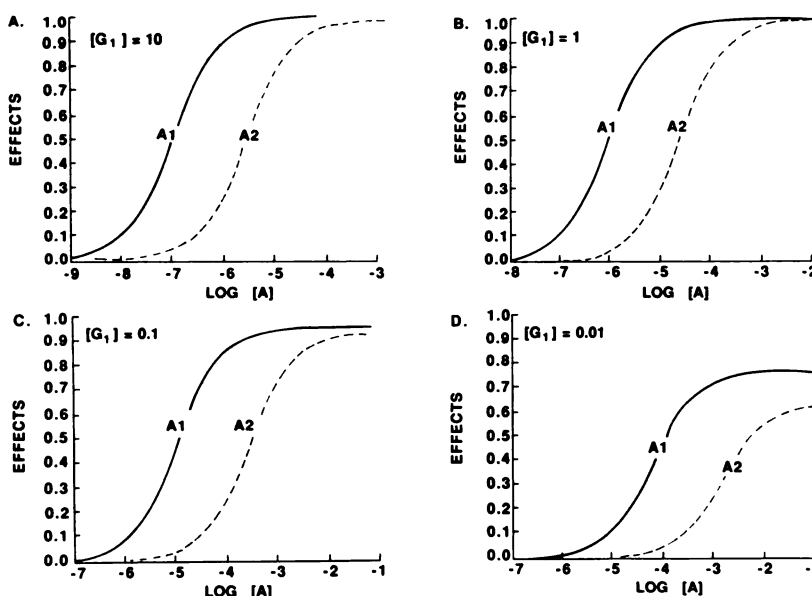 A.
[G₁] = 10
EFFECTS
1.0
0.9
0.8
0.7
0.6
0.5
0.4
0.3
0.2
0.1
0.0
A1
A2
-9 -8 -7 -6 -5 -4 -3
LOG [A]
B.
[G₁] = 1
EFFECTS
1.0
0.9
0.8
0.7
0.6
0.5
0.4
0.3
0.2
0.1
0.0
A1
A2
-8 -7 -6 -5 -4 -3 -2
LOG [A]
C.
[G₁] = 0.1
EFFECTS
1.0
0.9
0.8
0.7
0.6
0.5
0.4
0.3
0.2
0.1
0.0
A1
A2
-7 -6 -5 -4 -3 -2 -1
LOG [A]
D.
[G₁] = 0.01
EFFECTS
1.0
0.9
0.8
0.7
0.6
0.5
0.4
0.3
0.2
0.1
0.0
A1
A2
-7 -6 -5 -4 -3 -2
LOG [A]